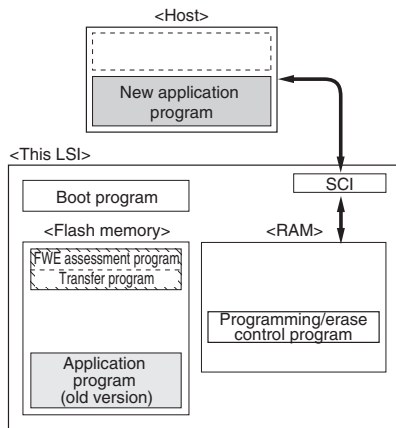 <Host>
New application
program
<This LSI>
SCI
Boot program
<Flash memory>
<RAM>
FWE assessment program
Transfer program
Programming/erase
control program
Application
program
(old version)